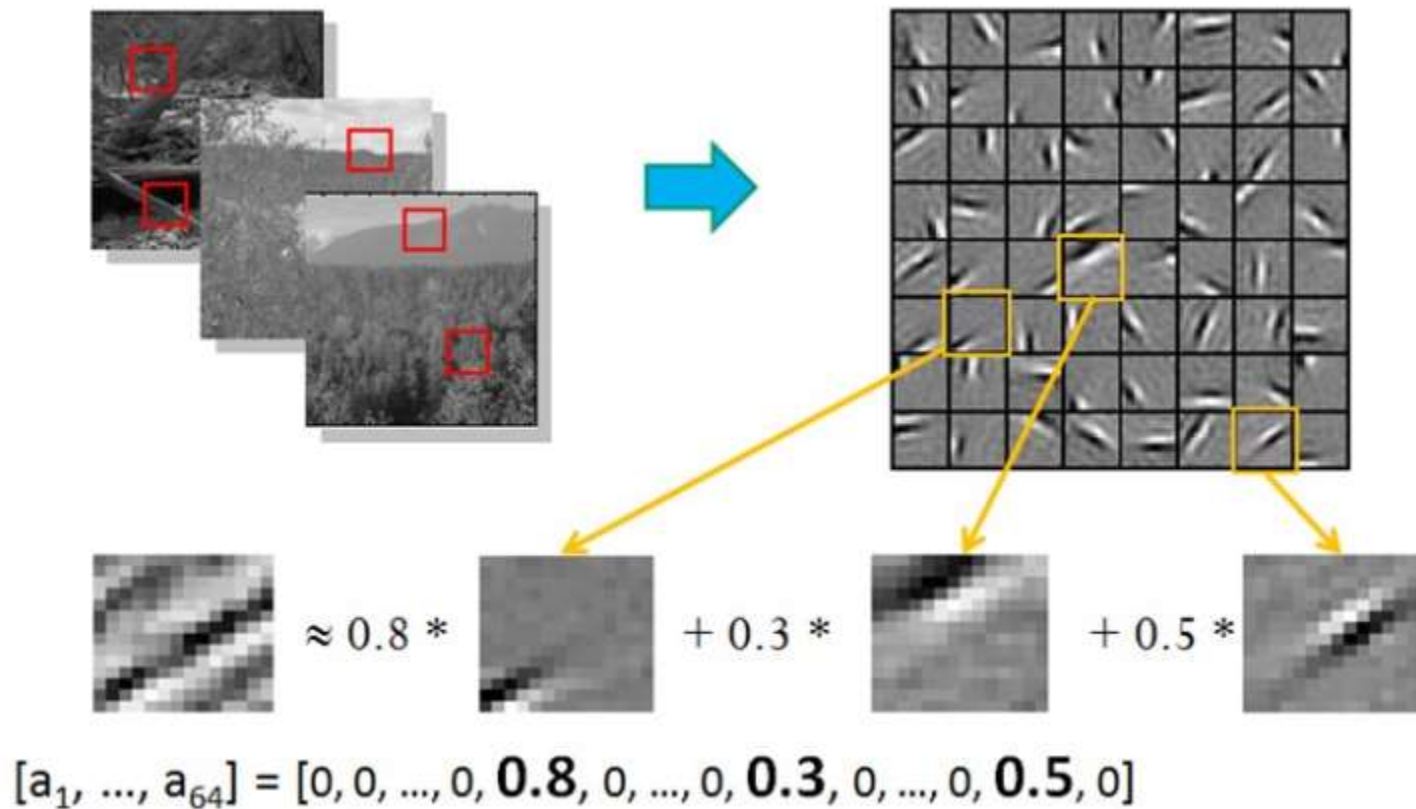 ≈ 0.8 * + 0.3 * + 0.5 *
[a₁, ..., a₆₄] = [0, 0, ..., 0, 0.8, 0, ..., 0, 0.3, 0, ..., 0, 0.5, 0]